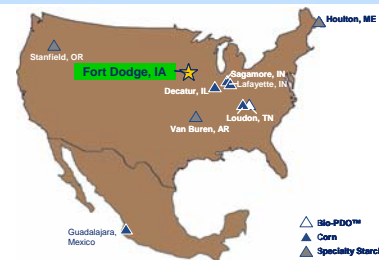 Houlton, ME
Stanfield, OR
Fort Dodge, IA
Sagamore, IN
Lafayette, IN
Decatur, IL
Loudon, TN
Van Buren, AR
Guadalajara,
Mexico
Bio-PDO™
Corn
Specialty Starch